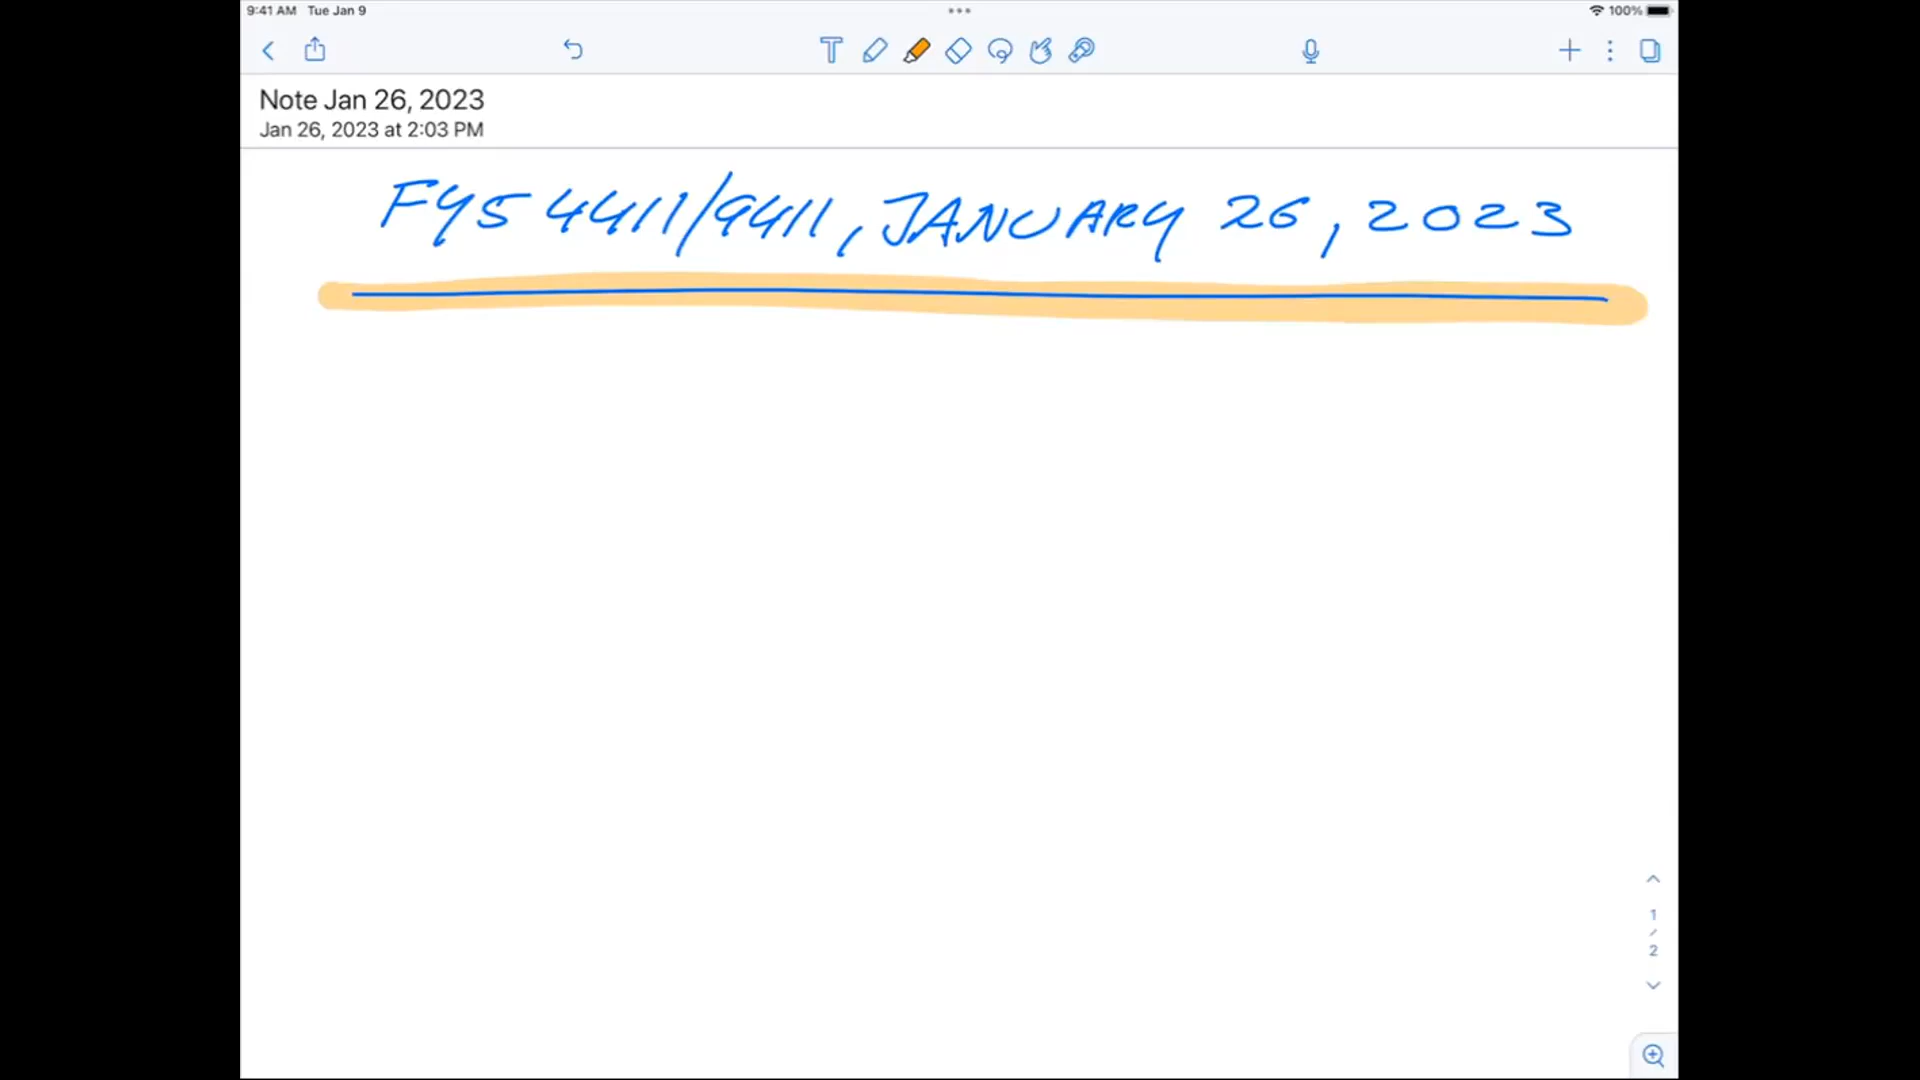 9:41 AM Tue Jan 9
100%
Note Jan 26, 2023
Jan 26, 2023 at 2:03 PM
FYS 4411/9411, JANUARY 26, 2023
1
/
2